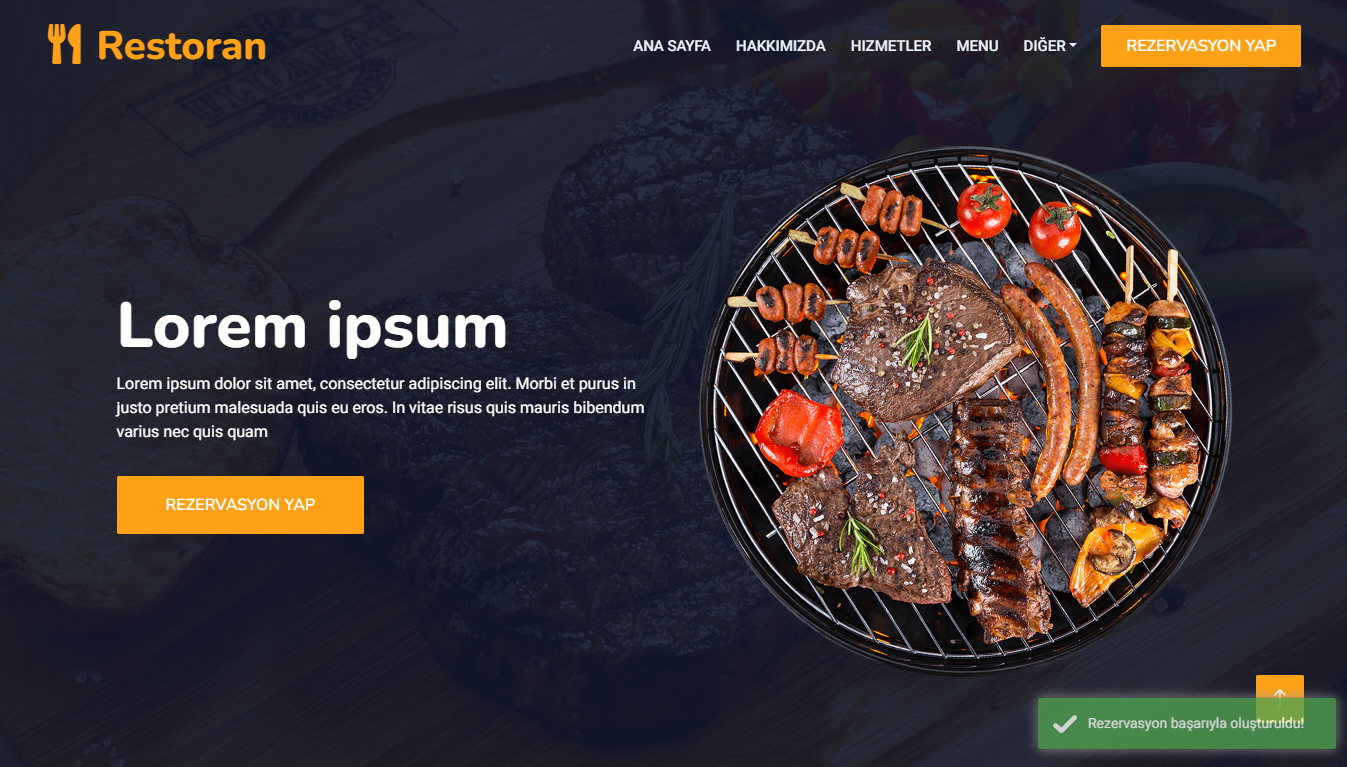 Restoran
ANA SAYFA HAKKIMIZDA HIZMETLER MENU DIĞER REZERVASYON YAP
Lorem ipsum
Lorem ipsum dolor sit amet, consectetur adipiscing elit. Morbi et purus in
justo pretium malesuada quis eu eros. In vitae risus quis mauris bibendum
varius nec quis quam
REZERVASYON YAP
Rezervasyon başarıyla oluşturuldu!